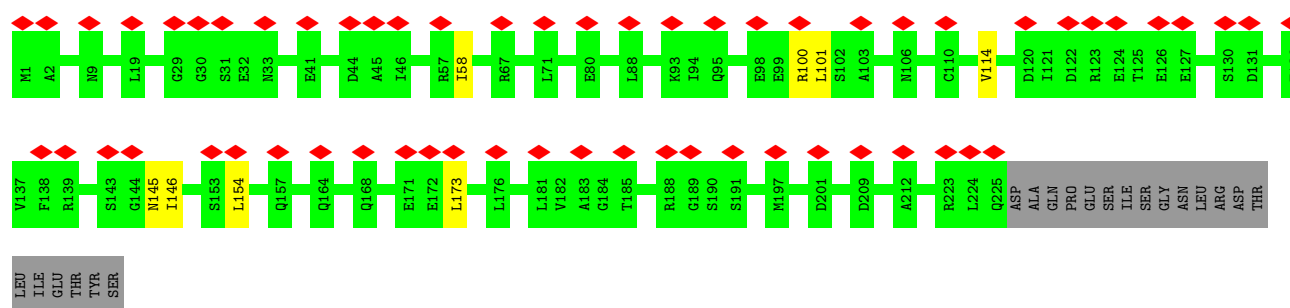 M1 A2 N9 L19 G29 G30 S31 E32 N33 E41 D44 A45 I46 R57 I58 R67 L71 E80 L88 K93 I94 Q95 E98 E99 R100 L101 S102 A103 N106 G110 V114 D120 I121 D122 R123 E124 T125 E126 E127 S130 D131
V137 F138 R139 S143 G144 N145 I146 S153 L154 Q157 Q164 Q168 E171 E172 L173 L176 L181 V182 A183 G184 T185 R188 G189 S190 S191 M197 D201 D209 A212 R223 L224 Q225 ASP ALA GLN PRO GLU SER ILE SER GLY ASN LEU ARG ASP THR
LEU ILE GLU THR TYR SER